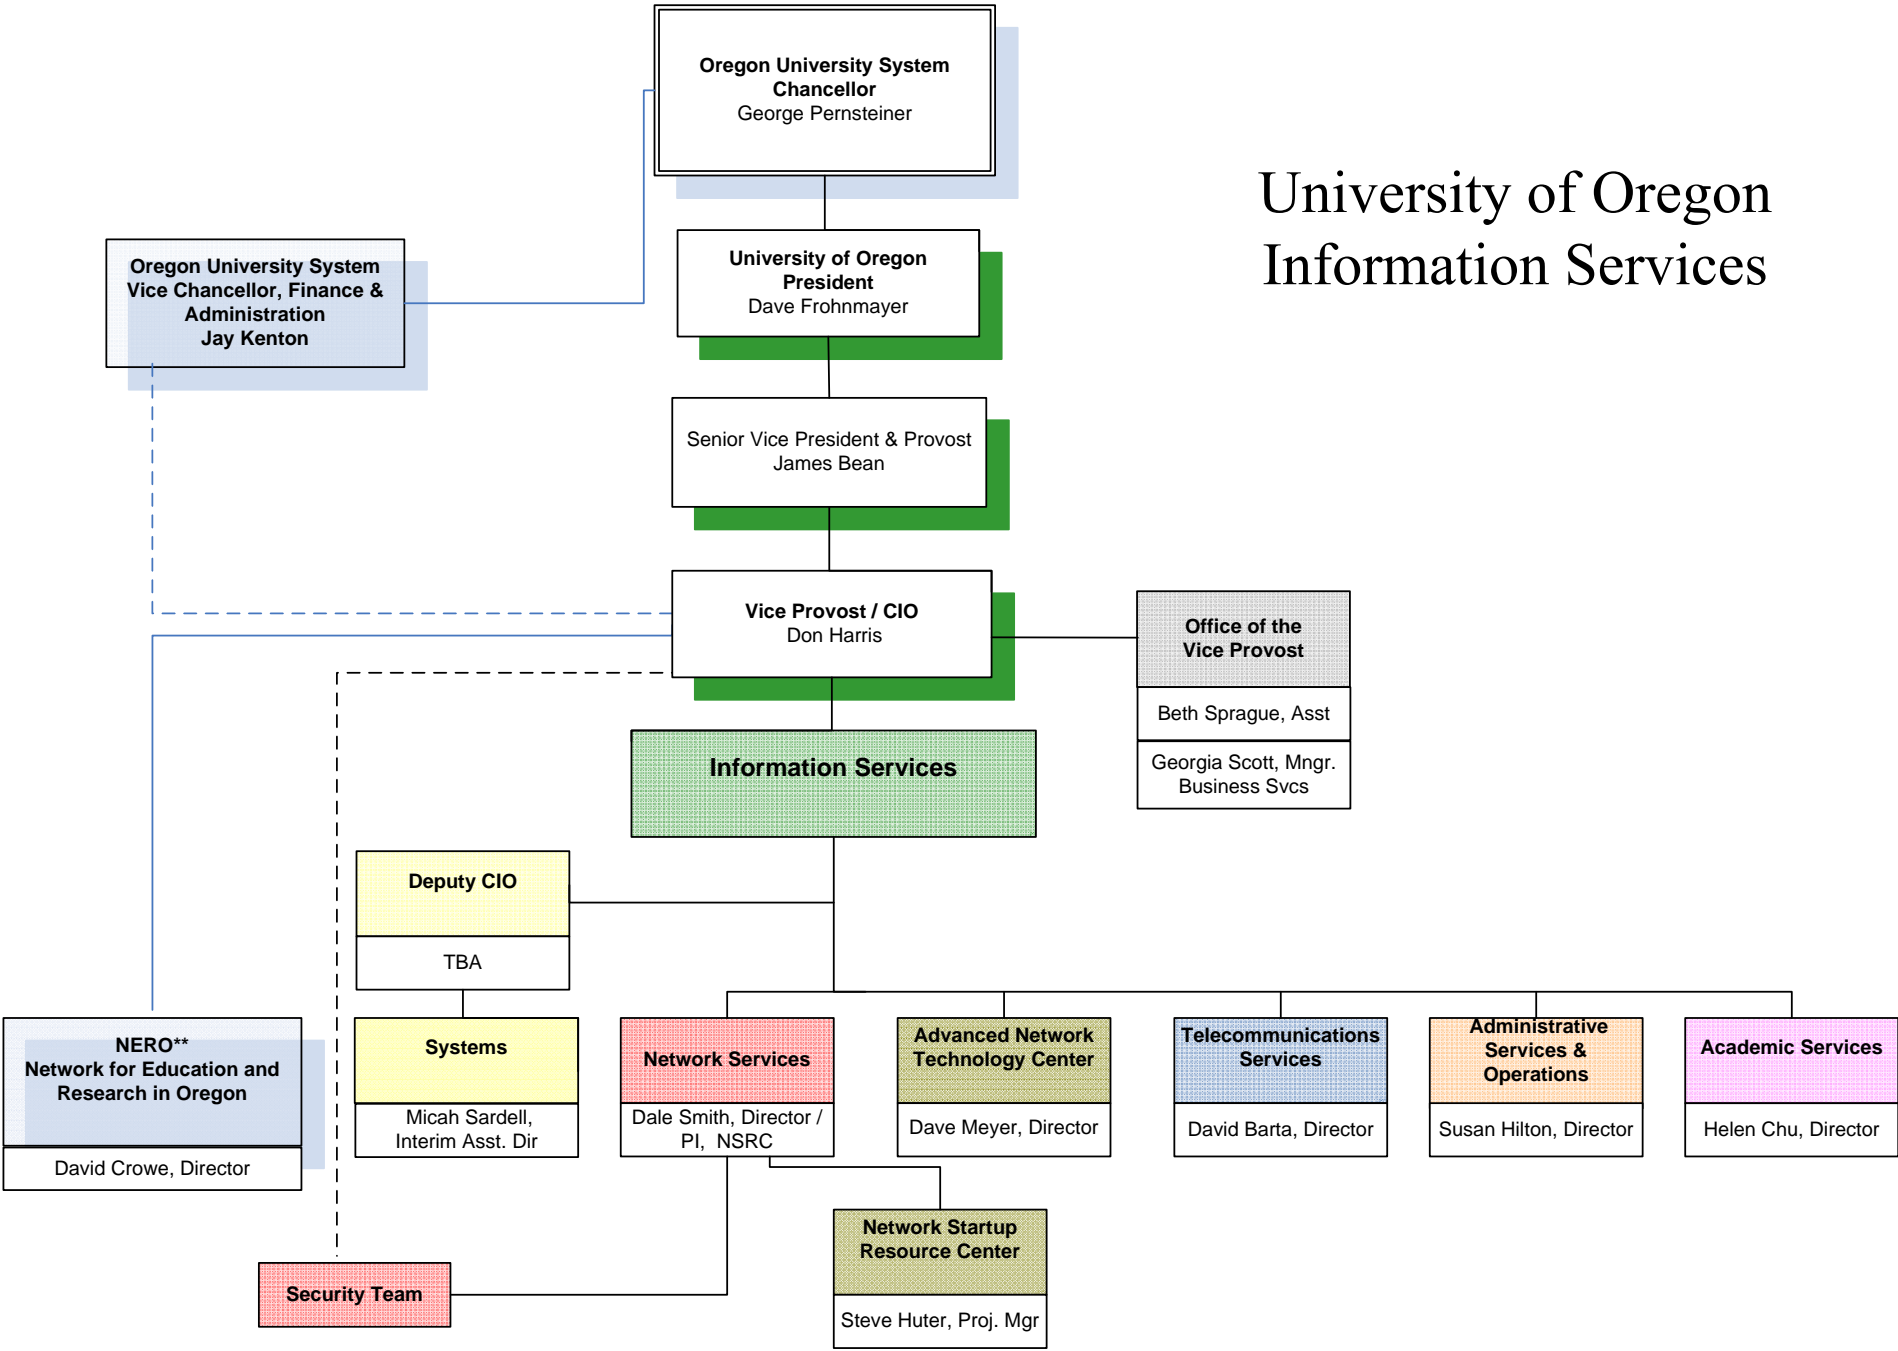 Oregon University System
Chancellor
George Pernsteiner
University of Oregon
Information Services
Oregon University System
Vice Chancellor, Finance &
Administration
Jay Kenton
University of Oregon
President
Dave Frohnmayer
Senior Vice President & Provost
James Bean
Vice Provost / CIO
Don Harris
Office of the
Vice Provost
Beth Sprague, Asst
Georgia Scott, Mngr.
Business Svcs
Information Services
Deputy CIO
TBA
NERO**
Network for Education and
Research in Oregon
David Crowe, Director
Systems
Micah Sardell,
Interim Asst. Dir
Network Services
Dale Smith, Director /
PI, NSRC
Advanced Network
Technology Center
Dave Meyer, Director
Telecommunications
Services
David Barta, Director
Administrative
Services &
Operations
Susan Hilton, Director
Academic Services
Helen Chu, Director
Network Startup
Resource Center
Steve Huter, Proj. Mgr
Security Team